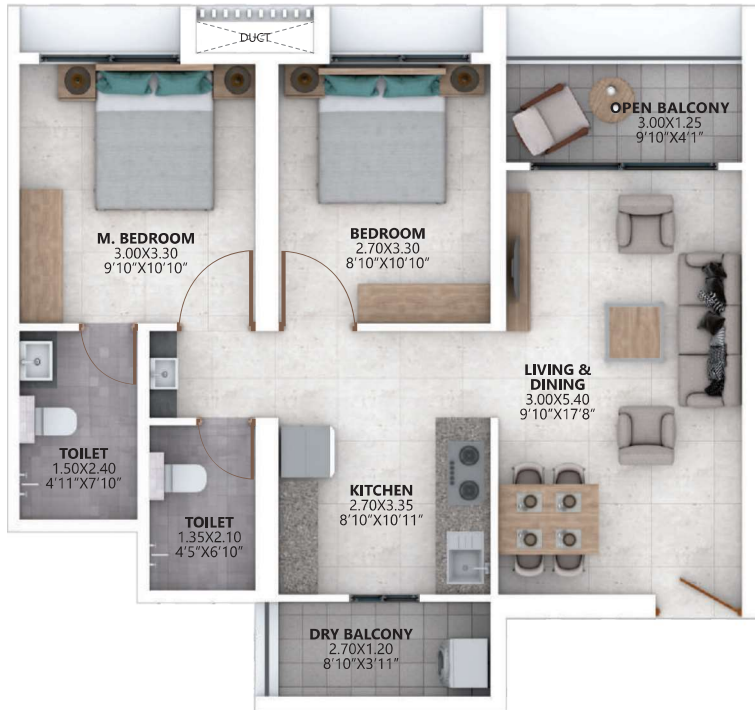 DUCT
OPEN BALCONY
3.00X1.25
9'10"X4'1"
M. BEDROOM
3.00X3.30
9'10"X10'10"
BEDROOM
2.70X3.30
8'10"X10'10"
LIVING &
DINING
3.00X5.40
9'10"X17'8"
TOILET
1.50X2.40
4'11"X7'10"
KITCHEN
2.70X3.35
8'10"X10'11"
TOILET
1.35X2.10
4'5"X6'10"
DRY BALCONY
2.70X1.20
8'10"X3'11"